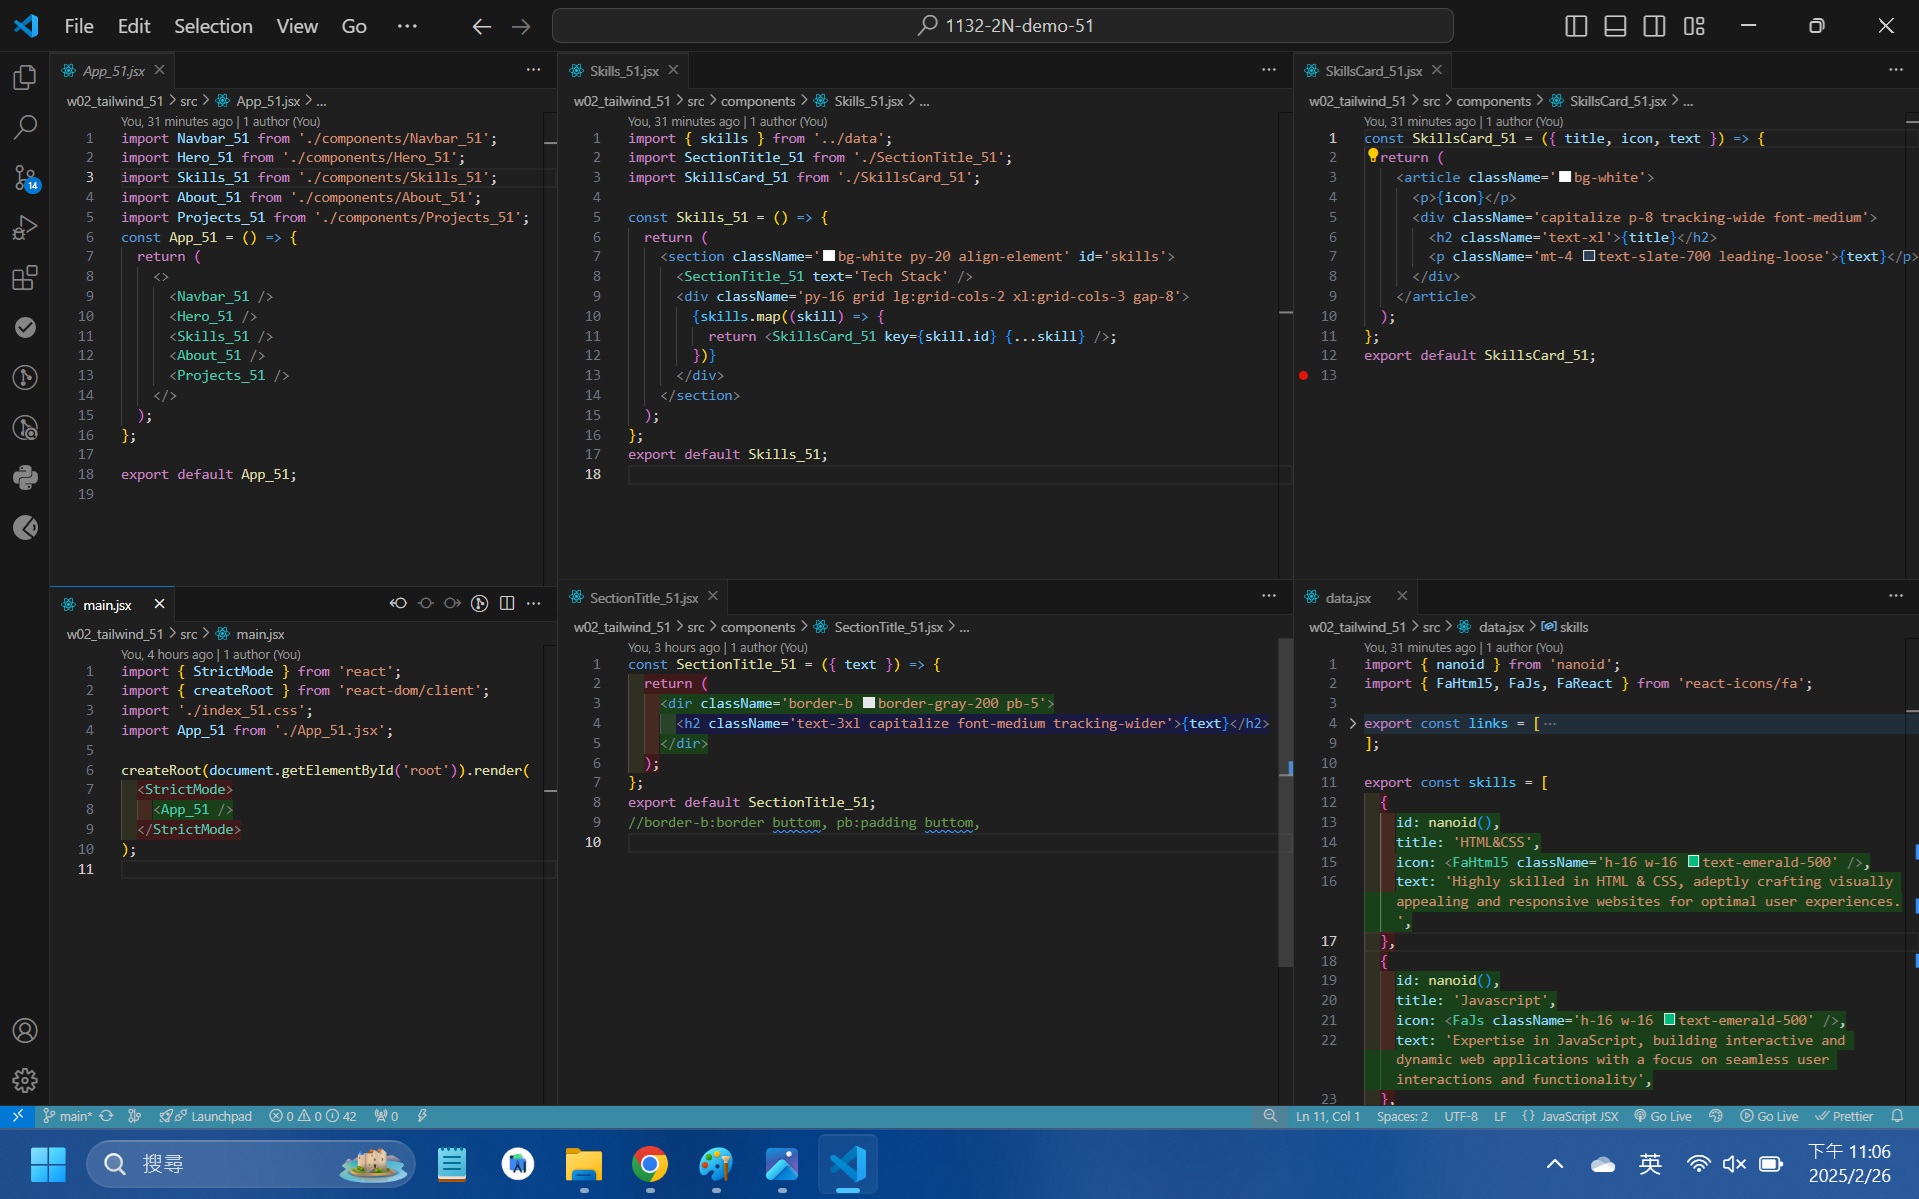 File Edit Selection View Go ··· 1132-2N-demo-51
App_51.jsx
w02_tailwind_51 > src > App_51.jsx > ...
You, 31 minutes ago | 1 author (You)
1 import Navbar_51 from './components/Navbar_51';
2 import Hero_51 from './components/Hero_51';
3 import Skills_51 from './components/Skills_51';
4 import About_51 from './components/About_51';
5 import Projects_51 from './components/Projects_51';
6 const App_51 = () => {
7 return (
8 <>
9 <Navbar_51 />
10 <Hero_51 />
11 <Skills_51 />
12 <About_51 />
13 <Projects_51 />
14 </>
15 );
16 };
17
18 export default App_51;
19
Skills_51.jsx
w02_tailwind_51 > src > components > Skills_51.jsx > ...
You, 31 minutes ago | 1 author (You)
1 import { skills } from '../data';
2 import SectionTitle_51 from './SectionTitle_51';
3 import SkillsCard_51 from './SkillsCard_51';
4
5 const Skills_51 = () => {
6 return (
7 <section className='bg-white py-20 align-element' id='skills'>
8 <SectionTitle_51 text='Tech Stack' />
9 <div className='py-16 grid lg:grid-cols-2 xl:grid-cols-3 gap-8'>
10 {skills.map((skill) => {
11 return <SkillsCard_51 key={skill.id} {...skill} />;
12 })}
13 </div>
14 </section>
15 );
16 };
17 export default Skills_51;
18
SkillsCard_51.jsx
w02_tailwind_51 > src > components > SkillsCard_51.jsx > ...
You, 31 minutes ago | 1 author (You)
1 const SkillsCard_51 = ({ title, icon, text }) => {
2 return (
3 <article className='bg-white'>
4 <p>{icon}</p>
5 <div className='capitalize p-8 tracking-wide font-medium'>
6 <h2 className='text-xl'>{title}</h2>
7 <p className='mt-4 text-slate-700 leading-loose'>{text}</p>
8 </div>
9 </article>
10 );
11 };
12 export default SkillsCard_51;
13
14
main.jsx
w02_tailwind_51 > src > main.jsx
You, 4 hours ago | 1 author (You)
1 import { StrictMode } from 'react';
2 import { createRoot } from 'react-dom/client';
3 import './index_51.css';
4 import App_51 from './App_51.jsx';
5
6 createRoot(document.getElementById('root')).render(
7 <StrictMode>
8 <App_51 />
9 </StrictMode>
10 );
11
SectionTitle_51.jsx
w02_tailwind_51 > src > components > SectionTitle_51.jsx > ...
You, 3 hours ago | 1 author (You)
1 const SectionTitle_51 = ({ text }) => {
2 return (
3 <dir className='border-b border-gray-200 pb-5'>
4 <h2 className='text-3xl capitalize font-medium tracking-wider'>{text}</h2>
5 </dir>
6 );
7 };
8 export default SectionTitle_51;
9 //border-b:border buttom, pb:padding buttom,
10
data.jsx
w02_tailwind_51 > src > data.jsx > skills
You, 31 minutes ago | 1 author (You)
1 import { nanoid } from 'nanoid';
2 import { FaHtml5, FaJs, FaReact } from 'react-icons/fa';
3
4 export const links = [ ···
9 ];
10
11 export const skills = [
12 {
13 id: nanoid(),
14 title: 'HTML&CSS',
15 icon: <FaHtml5 className='h-16 w-16 text-emerald-500' />,
16 text: 'Highly skilled in HTML & CSS, adeptly crafting visually
appealing and responsive websites for optimal user experiences.
',
17 },
18 {
19 id: nanoid(),
20 title: 'Javascript',
21 icon: <FaJs className='h-16 w-16 text-emerald-500' />,
22 text: 'Expertise in JavaScript, building interactive and
dynamic web applications with a focus on seamless user
interactions and functionality',
23 },
main* Launchpad 0 0 42 0 Ln 11, Col 1 Spaces: 2 UTF-8 LF {} JavaScript JSX Go Live Go Live Prettier
搜尋 英 下午 11:06
2025/2/26